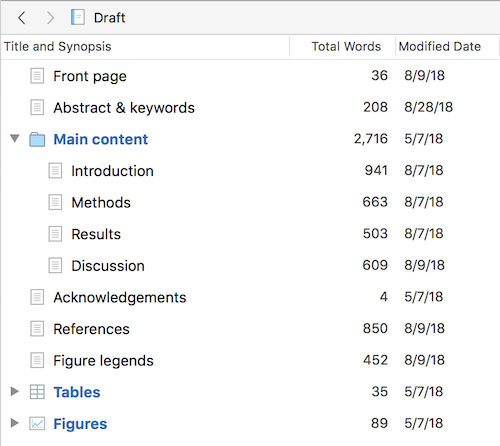 Draft
Title and Synopsis Total Words Modified Date
Front page 36 8/9/18
Abstract & keywords 208 8/28/18
Main content 2,716 5/7/18
Introduction 941 8/7/18
Methods 663 8/7/18
Results 503 8/7/18
Discussion 609 8/9/18
Acknowledgements 4 5/7/18
References 850 8/9/18
Figure legends 452 8/9/18
Tables 35 5/7/18
Figures 89 5/7/18